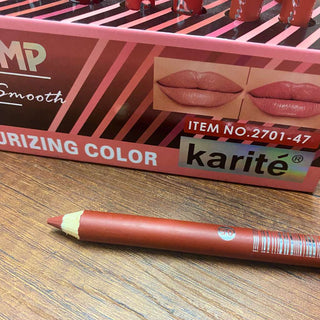 MP
Smooth
ITEM NO.2701-47
URIZING COLOR
karité®